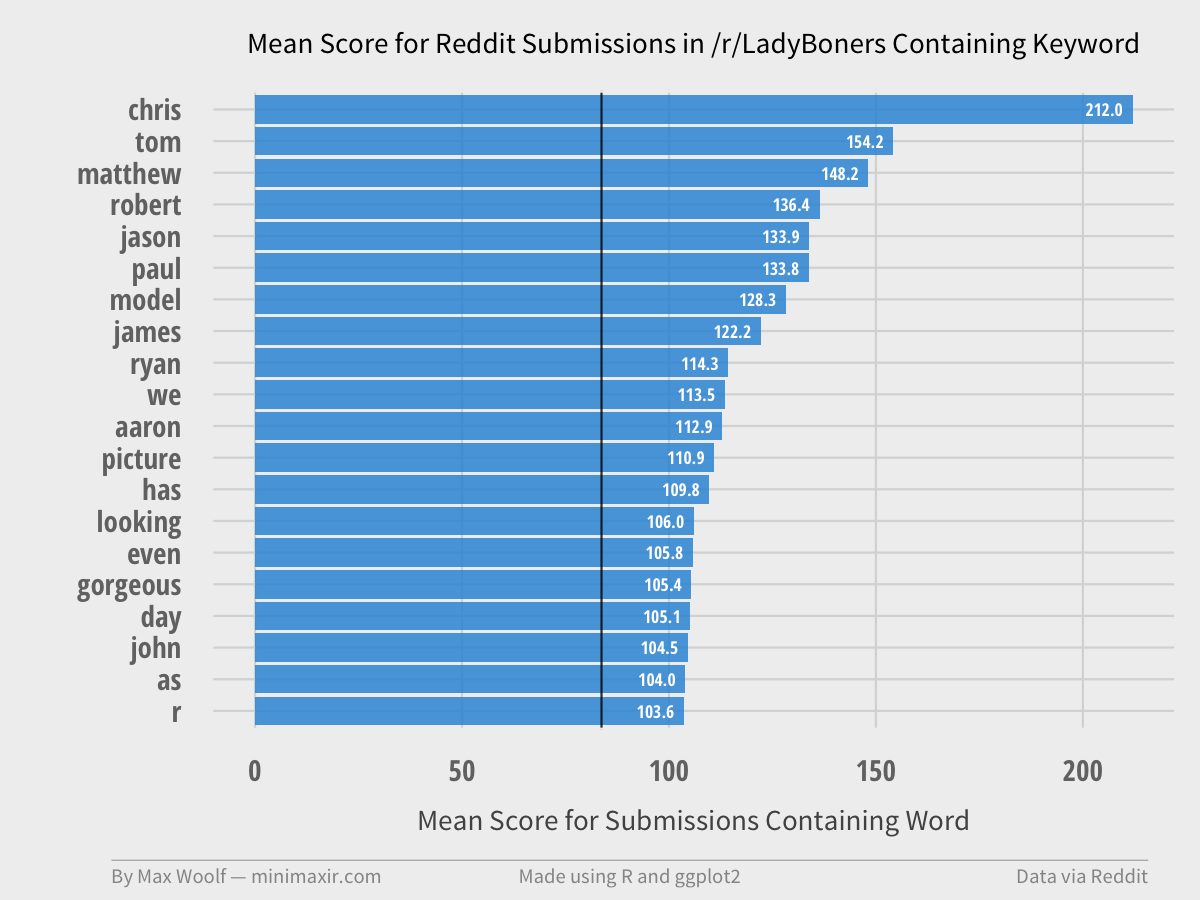 Mean Score for Reddit Submissions in /r/LadyBoners Containing Keyword
chris 212.0
tom 154.2
matthew 148.2
robert 136.4
jason 133.9
paul 133.8
model 128.3
james 122.2
ryan 114.3
we 113.5
aaron 112.9
picture 110.9
has 109.8
looking 106.0
even 105.8
gorgeous 105.4
day 105.1
john 104.5
as 104.0
r 103.6
0 50 100 150 200
Mean Score for Submissions Containing Word
By Max Woolf — minimaxir.com Made using R and ggplot2 Data via Reddit